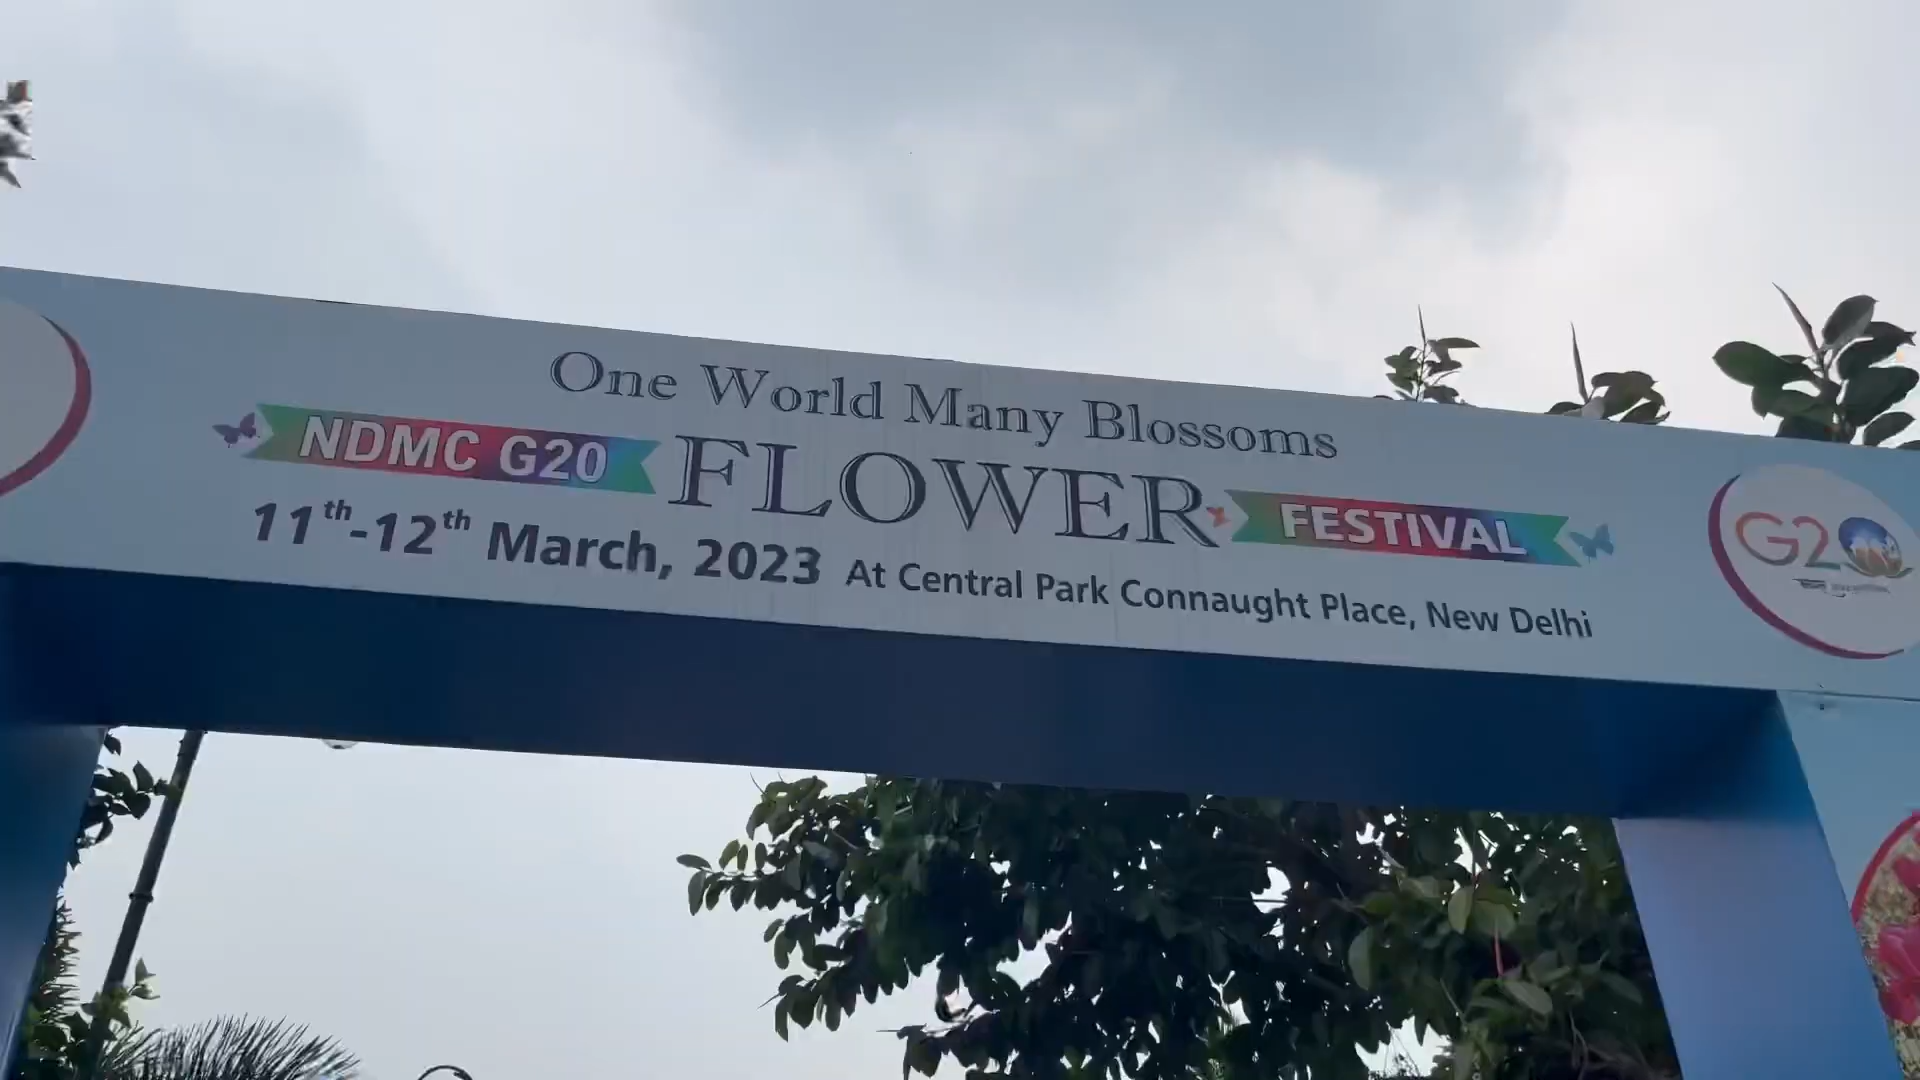 One World Many Blossoms
NDMC G20 FLOWER FESTIVAL
11th-12th March, 2023 At Central Park Connaught Place, New Delhi
G20